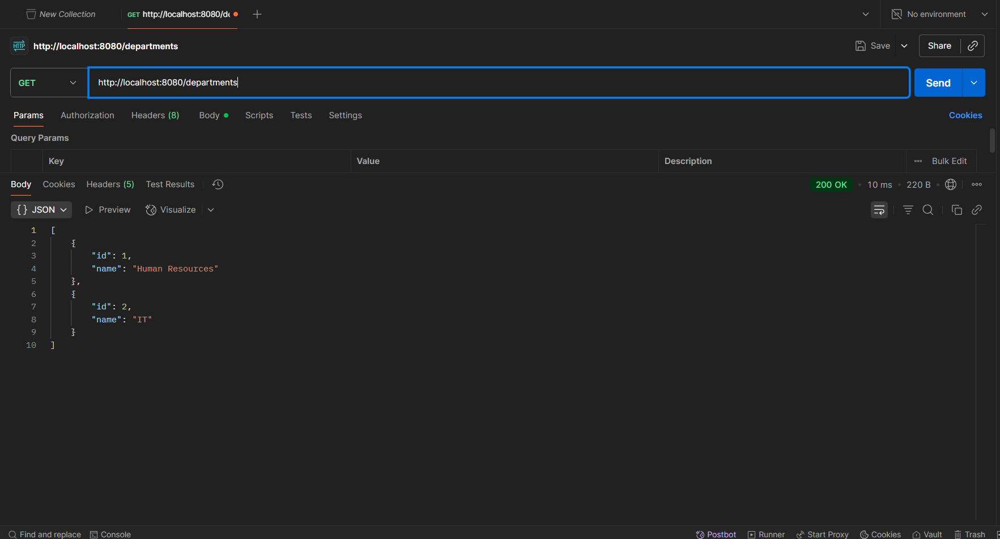 New Collection
GET http://localhost:8080/de
No environment
HTTP http://localhost:8080/departments
Save
Share
GET
http://localhost:8080/departments
Send
Params Authorization Headers (8) Body Scripts Tests Settings
Cookies
Query Params
Key Value Description Bulk Edit
Body Cookies Headers (5) Test Results
200 OK • 10 ms • 220 B
{} JSON Preview Visualize
1 [
2 {
3 "id": 1,
4 "name": "Human Resources"
5 },
6 {
7 "id": 2,
8 "name": "IT"
9 }
10 ]
Find and replace Console
Postbot Runner Start Proxy Cookies Vault Trash